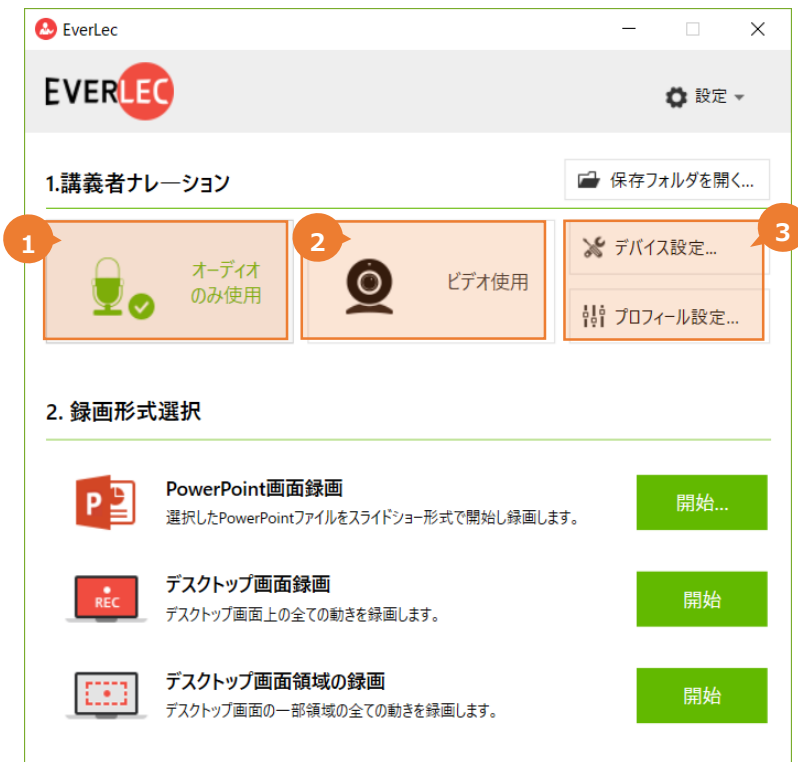 EverLec
EVERLEC
設定
1.講義者ナレーション
保存フォルダを開く...
1
オーディオ
のみ使用
2
ビデオ使用
3
デバイス設定...
プロフィール設定...
2. 録画形式選択
PowerPoint画面録画
選択したPowerPointファイルをスライドショー形式で開始し録画します。
開始...
REC
デスクトップ画面録画
デスクトップ画面上の全ての動きを録画します。
開始
デスクトップ画面領域の録画
デスクトップ画面の一部領域の全ての動きを録画します。
開始